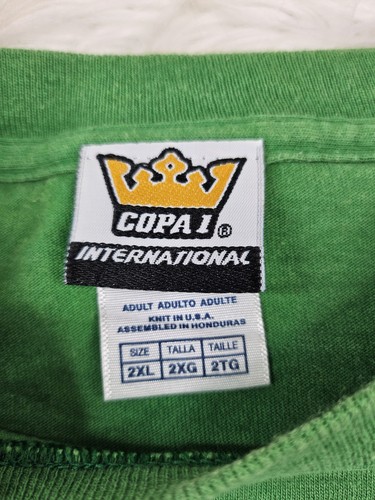 COPA 1 ®
INTERNATIONAL
ADULT ADULTO ADULTE
KNIT IN U.S.A.
ASSEMBLED IN HONDURAS
SIZE TALLA TAILLE
2XL 2XG 2TG